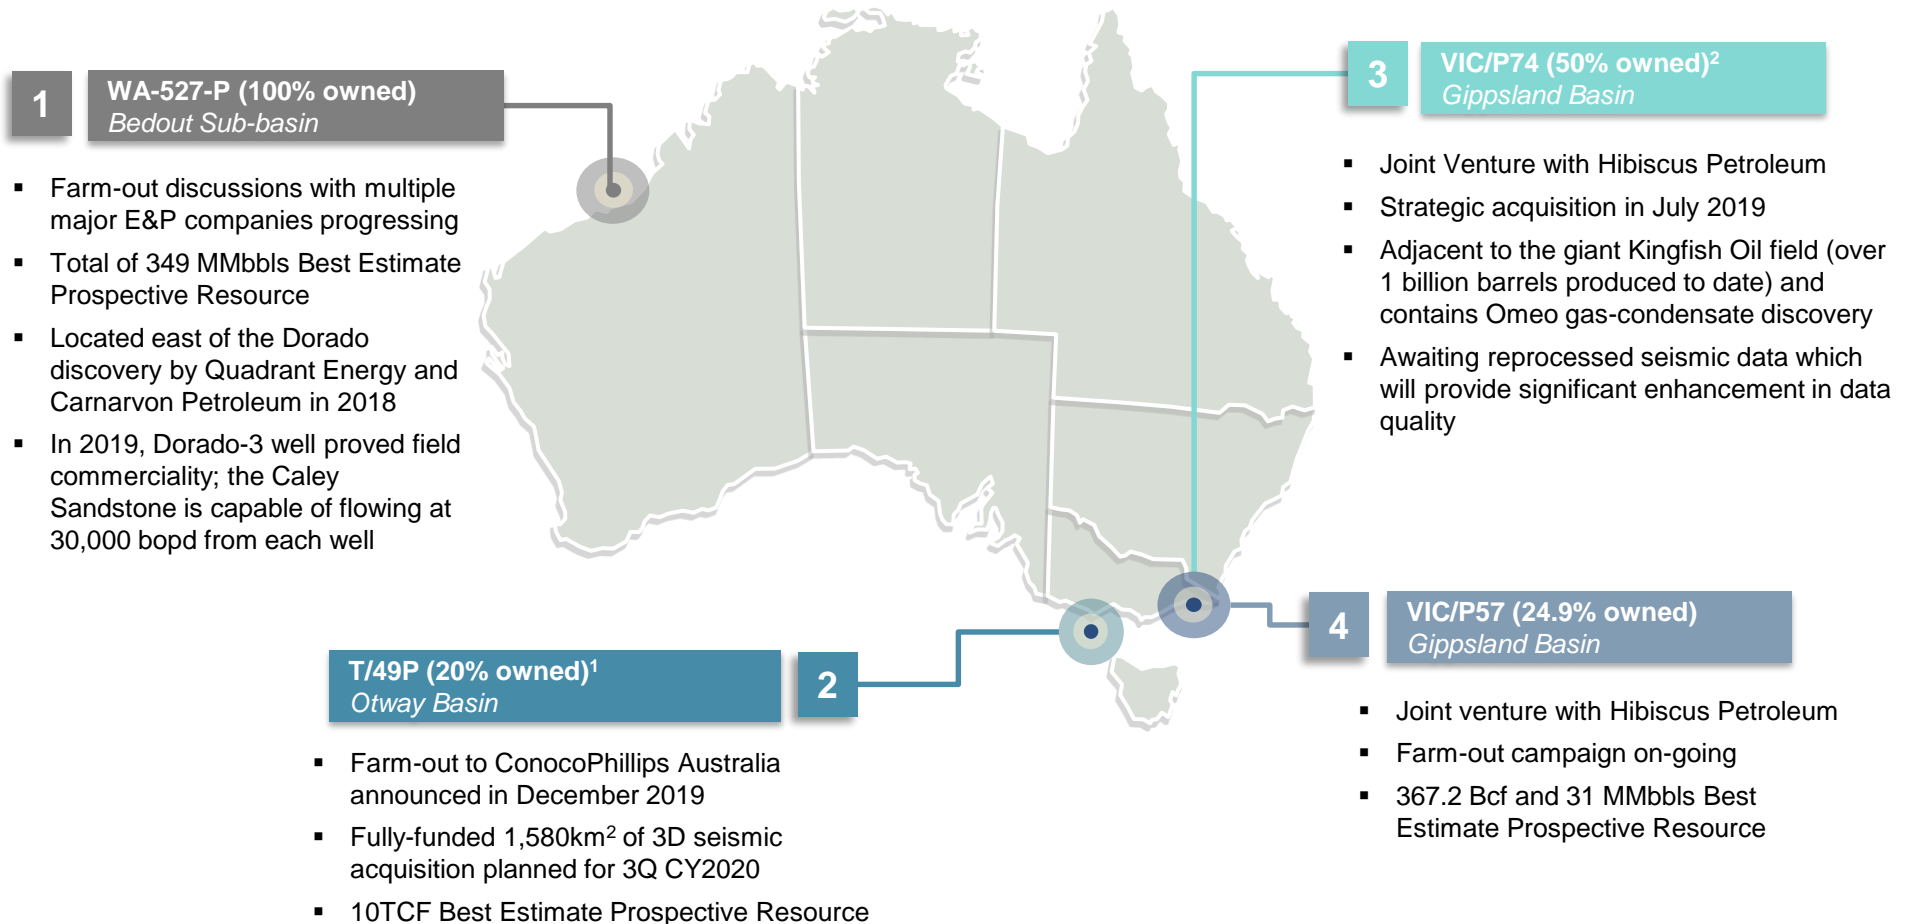 1
WA-527-P (100% owned)
Bedout Sub-basin
▪ Farm-out discussions with multiple
major E&P companies progressing
▪ Total of 349 MMbbls Best Estimate
Prospective Resource
▪ Located east of the Dorado
discovery by Quadrant Energy and
Carnarvon Petroleum in 2018
▪ In 2019, Dorado-3 well proved field
commerciality; the Caley
Sandstone is capable of flowing at
30,000 bopd from each well
T/49P (20% owned)¹
Otway Basin
2
▪ Farm-out to ConocoPhillips Australia
announced in December 2019
▪ Fully-funded 1,580km² of 3D seismic
acquisition planned for 3Q CY2020
▪ 10TCF Best Estimate Prospective Resource
3
VIC/P74 (50% owned)²
Gippsland Basin
▪ Joint Venture with Hibiscus Petroleum
▪ Strategic acquisition in July 2019
▪ Adjacent to the giant Kingfish Oil field (over
1 billion barrels produced to date) and
contains Omeo gas-condensate discovery
▪ Awaiting reprocessed seismic data which
will provide significant enhancement in data
quality
4
VIC/P57 (24.9% owned)
Gippsland Basin
▪ Joint venture with Hibiscus Petroleum
▪ Farm-out campaign on-going
▪ 367.2 Bcf and 31 MMbbls Best
Estimate Prospective Resource